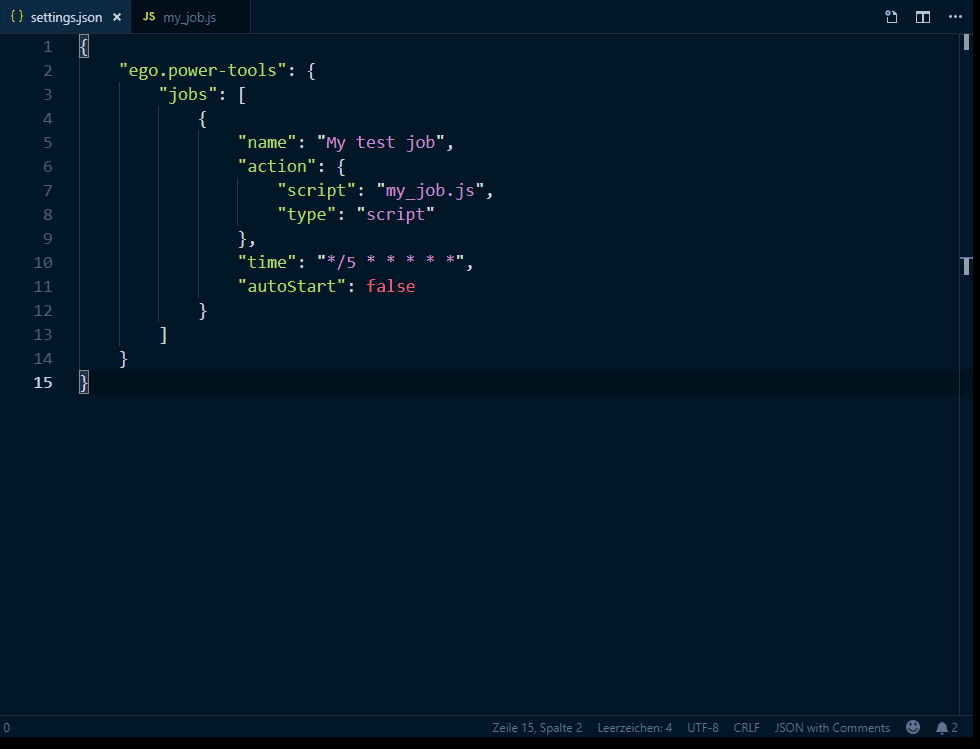 {} settings.json × JS my_job.js ...
1 {
2 "ego.power-tools": {
3 "jobs": [
4 {
5 "name": "My test job",
6 "action": {
7 "script": "my_job.js",
8 "type": "script"
9 },
10 "time": "*/5 * * * * *",
11 "autoStart": false
12 }
13 ]
14 }
15 }
0 Zeile 15, Spalte 2 Leerzeichen: 4 UTF-8 CRLF JSON with Comments 2